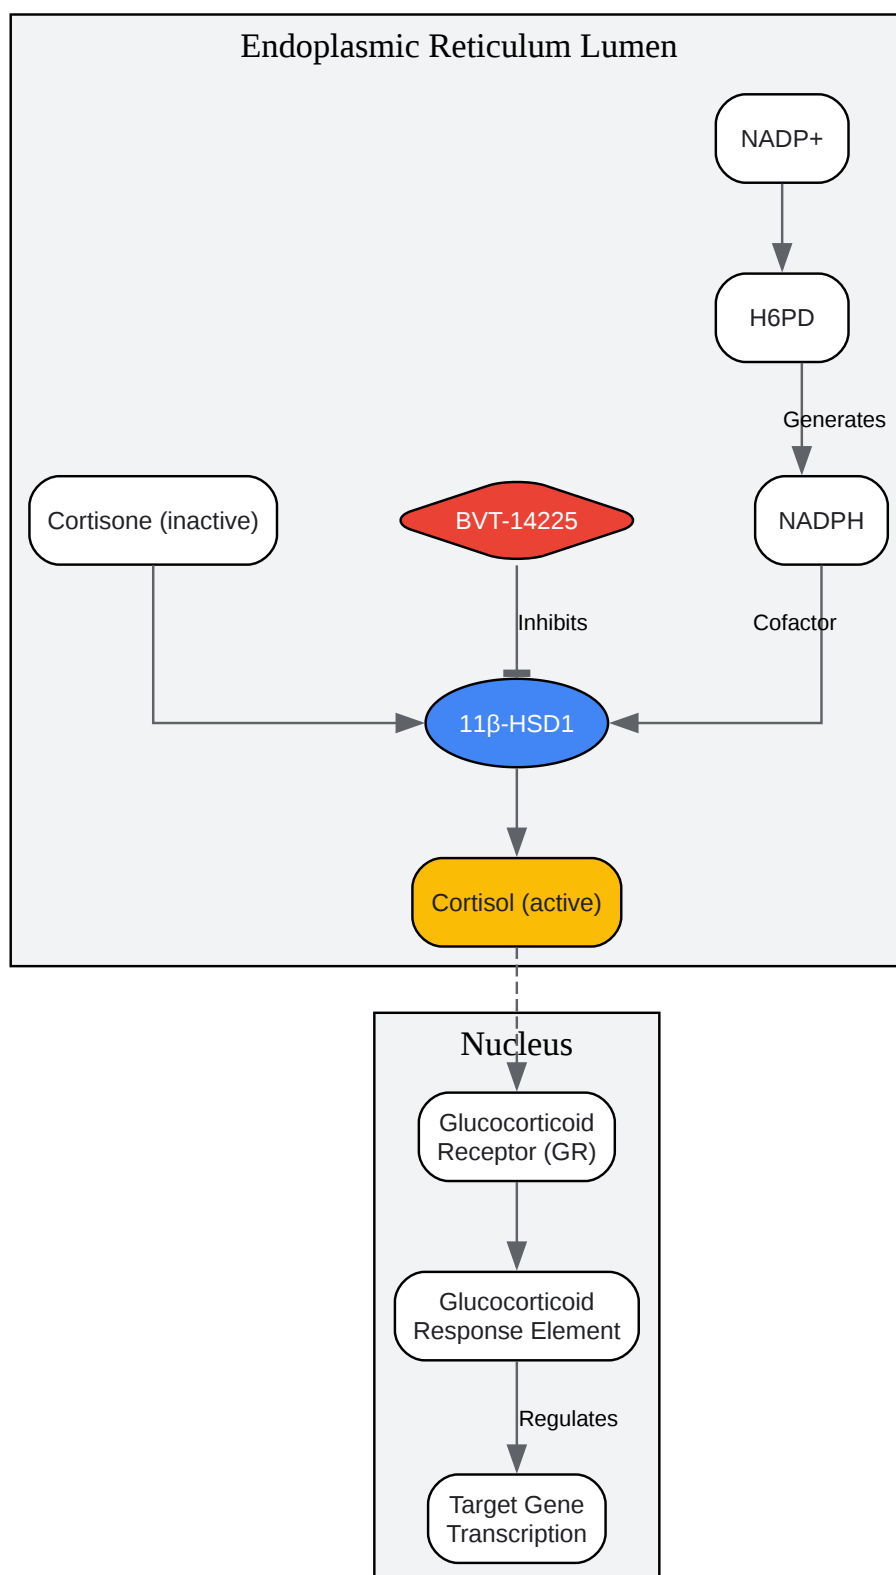 Endoplasmic Reticulum Lumen
NADP+
H6PD
Generates
Cortisone (inactive)
BVT-14225
NADPH
Inhibits
Cofactor
11β-HSD1
Cortisol (active)
Nucleus
Glucocorticoid
Receptor (GR)
Glucocorticoid
Response Element
Regulates
Target Gene
Transcription